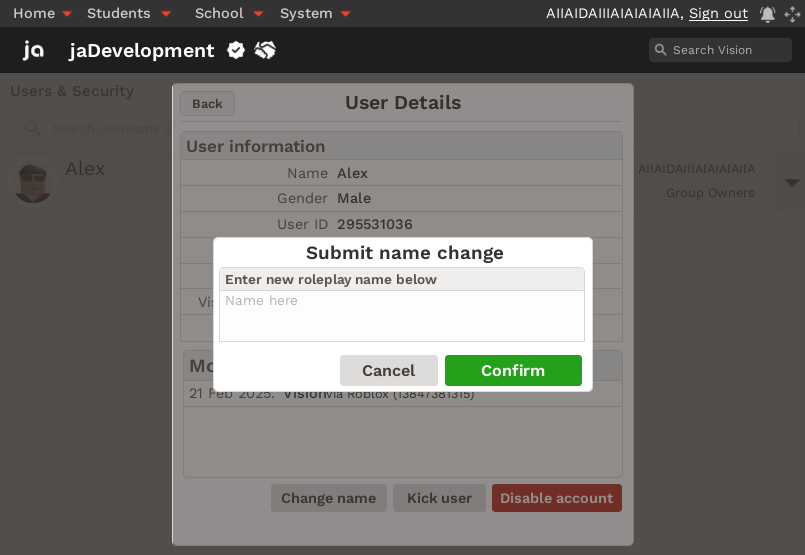 Home Students School System AIIAIDAIIIAIAIAIAIIA, Sign out
ja jaDevelopment Search Vision
Users & Security
Back User Details
Search username o
User information
Alex
Name Alex
AIIAIDAIIIAIAIAIAIIA
Gender Male
Group Owners
User ID 295531036
Submit name change
Enter new roleplay name below
Name here
Cancel Confirm
21 Feb 2025. Vision via Roblox (13847381315)
Change name Kick user Disable account